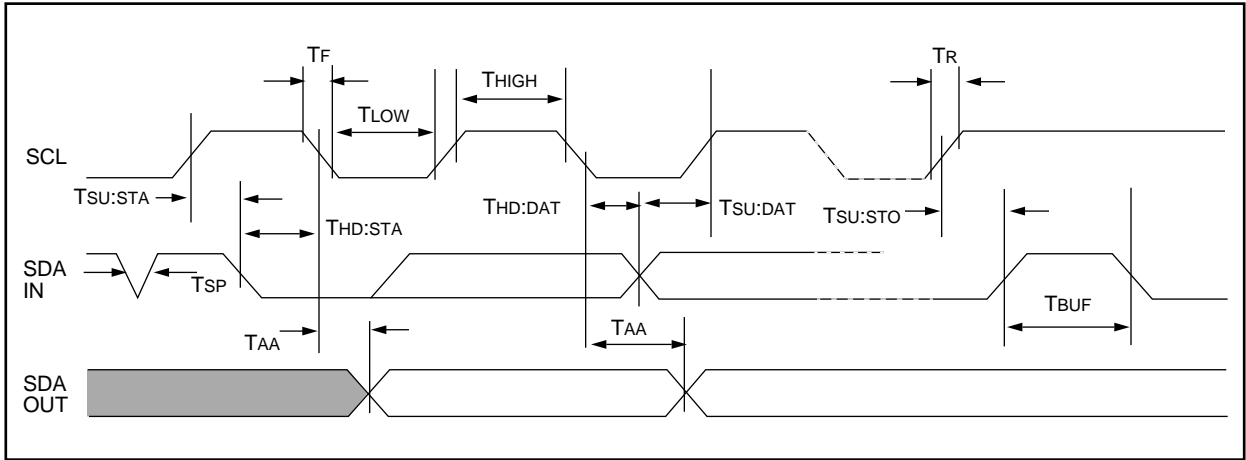 TF
TR
THIGH
TLOW
SCL
TSU:STA
THD:STA
THD:DAT
TSU:DAT
TSU:STO
SDA
IN
TSP
TBUF
TAA
TAA
SDA
OUT